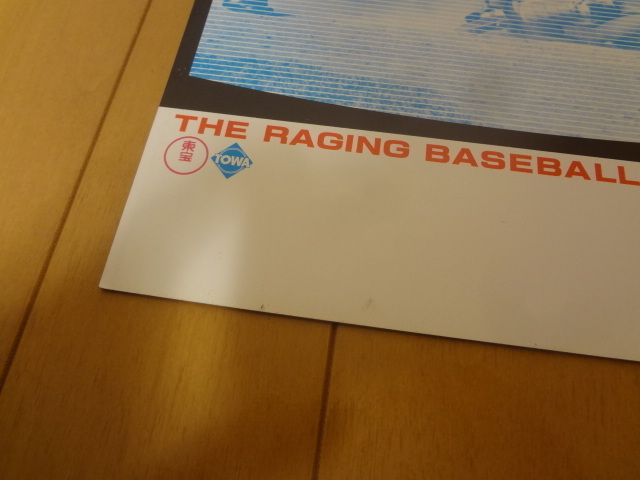 THE RAGING BASEBALL
東宝
TOWA